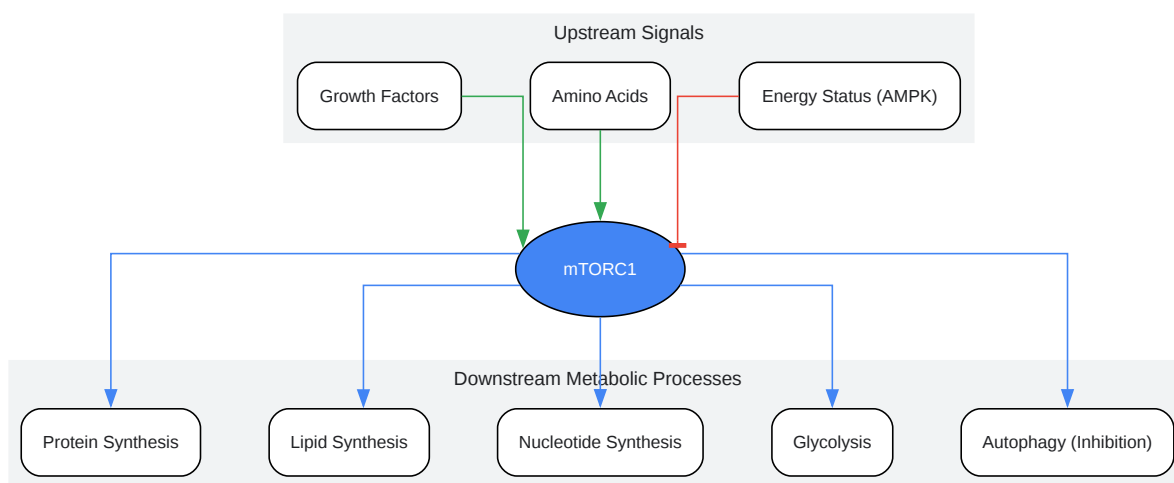 Upstream Signals
Growth Factors
Amino Acids
Energy Status (AMPK)
mTORC1
Downstream Metabolic Processes
Protein Synthesis
Lipid Synthesis
Nucleotide Synthesis
Glycolysis
Autophagy (Inhibition)